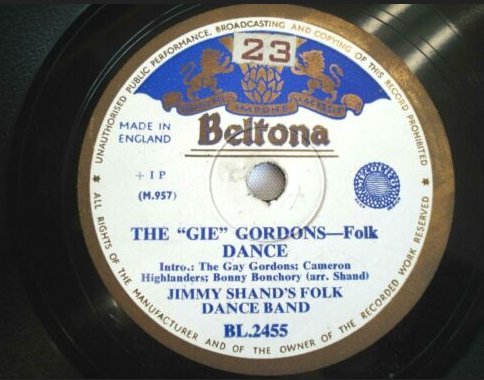 UNAUTHORISED PUBLIC PERFORMANCE, BROADCASTING AND COPYING OF THIS RECORD PROHIBITED
23
Beltona
MADE IN
ENGLAND
+ I P
(M.957)
THE "GIE" GORDONS—Folk
DANCE
Intro.: The Gay Gordons; Cameron
Highlanders; Bonny Bonchory (arr. Shand)
JIMMY SHAND'S FOLK
DANCE BAND
BL.2455
★ ALL RIGHTS OF THE MANUFACTURER AND OF THE OWNER OF THE RECORDED WORK RESERVED ★